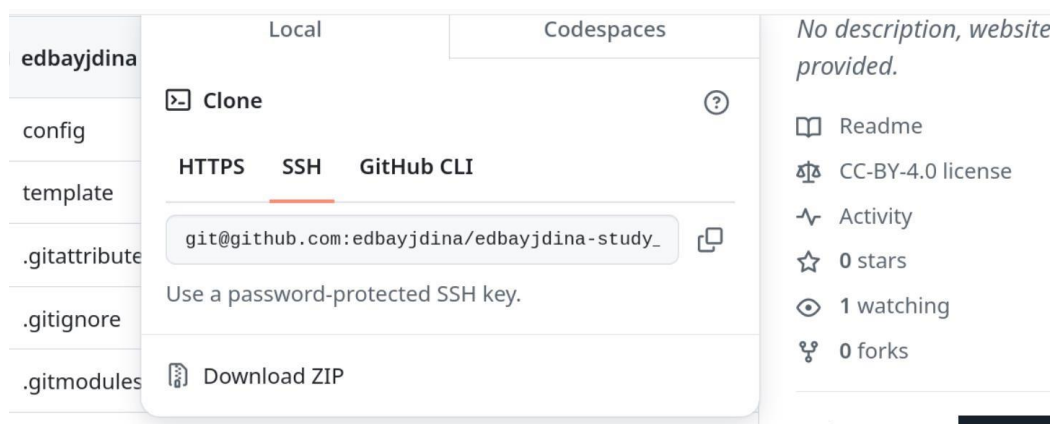 Local
Codespaces
edbayjdina
Clone
HTTPS
SSH
GitHub CLI
git@github.com:edbayjdina/edbayjdina-study_
Use a password-protected SSH key.
Download ZIP
config
template
.gitattribute
.gitignore
.gitmodules
No description, website
provided.
Readme
CC-BY-4.0 license
Activity
0 stars
1 watching
0 forks